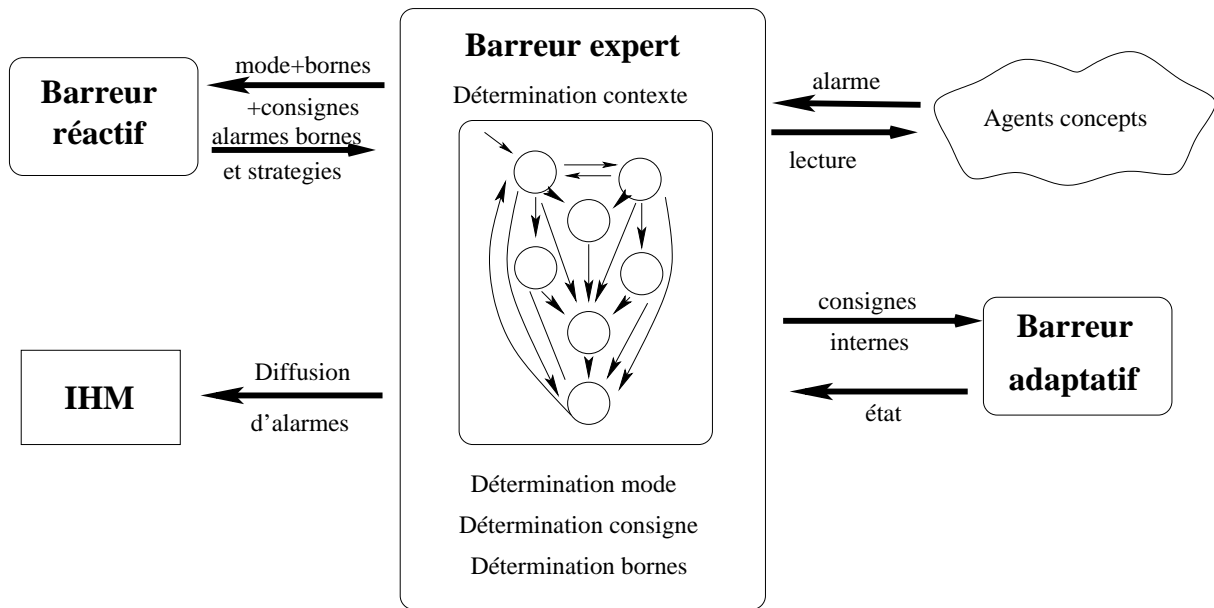 Barreur
réactif
mode+bornes
+consignes
alarmes bornes
et strategies
IHM
Diffusion
d'alarmes
Barreur expert
Détermination contexte
Détermination mode
Détermination consigne
Détermination bornes
alarme
lecture
Agents concepts
consignes
internes
état
Barreur
adaptatif